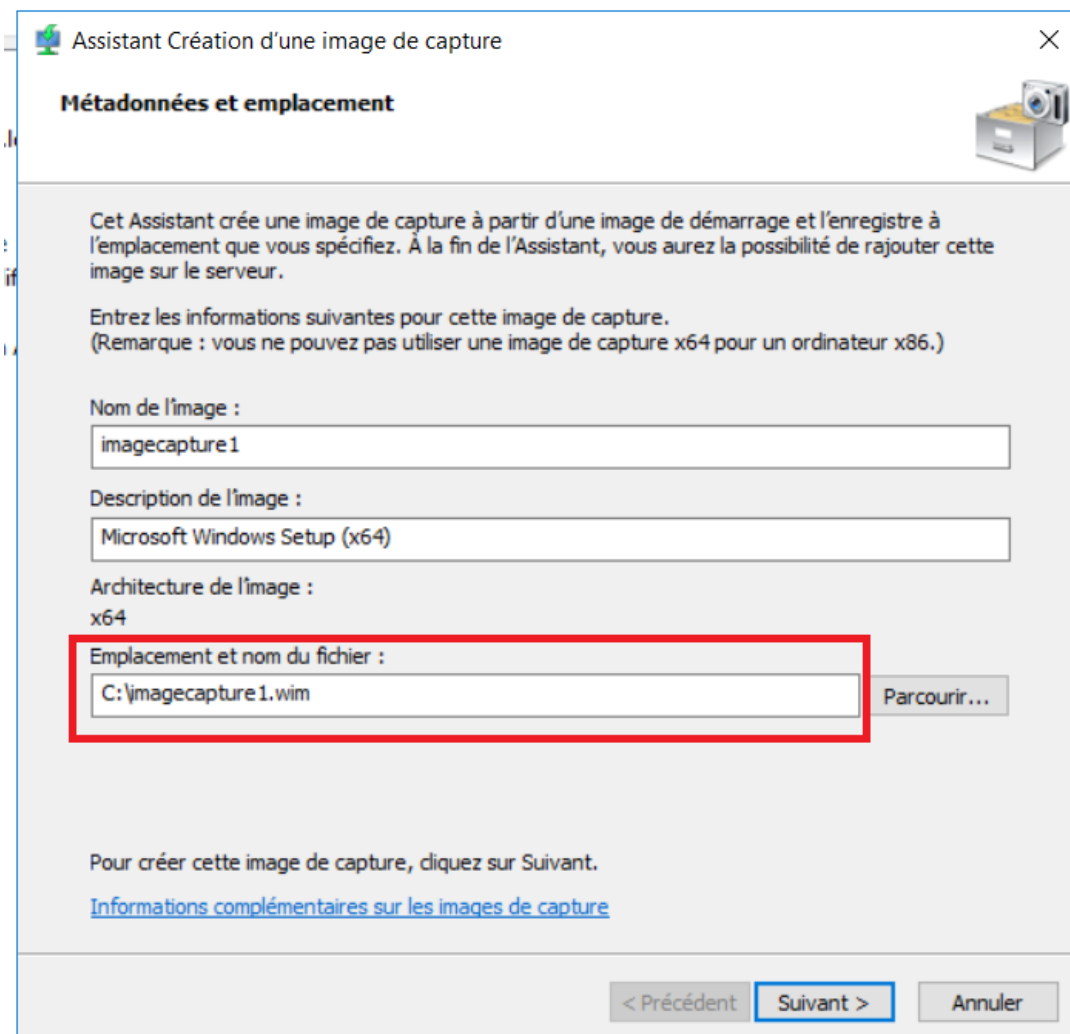 Assistant Création d'une image de capture
Métadonnées et emplacement
Cet Assistant crée une image de capture à partir d'une image de démarrage et l'enregistre à
l'emplacement que vous spécifiez. À la fin de l'Assistant, vous aurez la possibilité de rajouter cette
image sur le serveur.
Entrez les informations suivantes pour cette image de capture.
(Remarque : vous ne pouvez pas utiliser une image de capture x64 pour un ordinateur x86.)
Nom de l'image :
imagecapture1
Description de l'image :
Microsoft Windows Setup (x64)
Architecture de l'image :
x64
Emplacement et nom du fichier :
C:\imagecapture1.wim
Parcourir...
Pour créer cette image de capture, cliquez sur Suivant.
Informations complémentaires sur les images de capture
< Précédent Suivant > Annuler